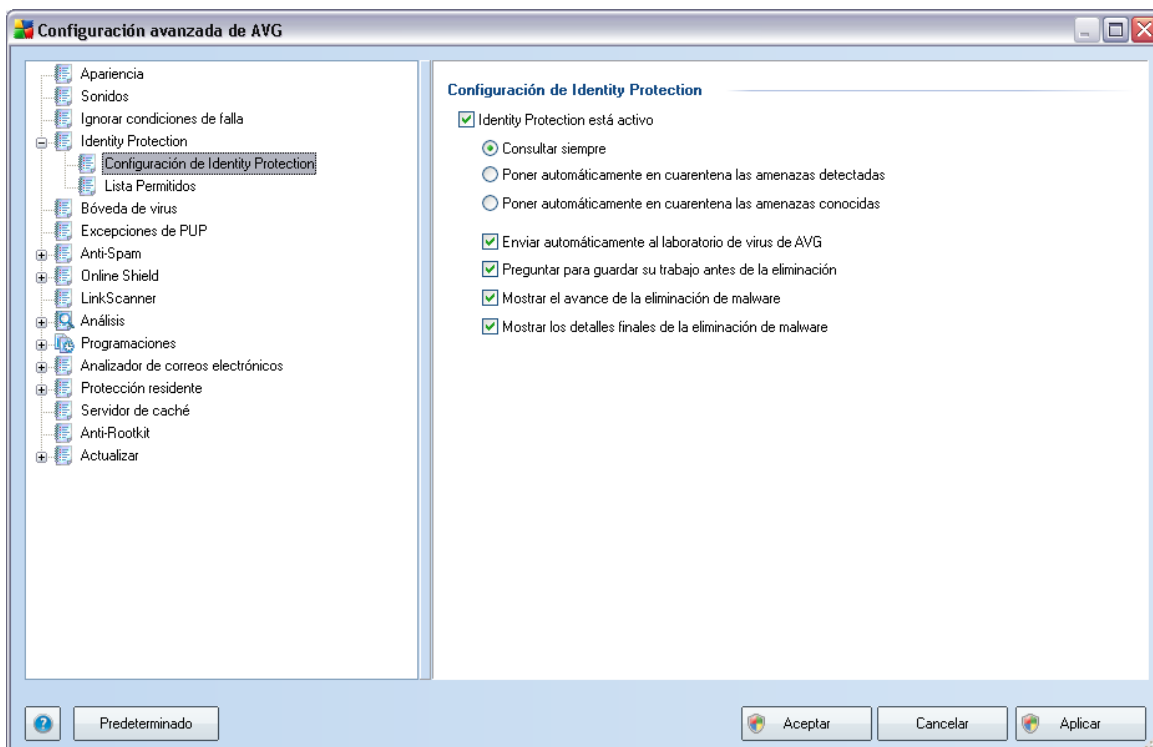 Configuración avanzada de AVG
Apariencia
Sonidos
Ignorar condiciones de falla
Identity Protection
Configuración de Identity Protection
Lista Permitidos
Bóveda de virus
Excepciones de PUP
Anti-Spam
Online Shield
LinkScanner
Análisis
Programaciones
Analizador de correos electrónicos
Protección residente
Servidor de caché
Anti-Rootkit
Actualizar
Configuración de Identity Protection
Identity Protection está activo
Consultar siempre
Poner automáticamente en cuarentena las amenazas detectadas
Poner automáticamente en cuarentena las amenazas conocidas
Enviar automáticamente al laboratorio de virus de AVG
Preguntar para guardar su trabajo antes de la eliminación
Mostrar el avance de la eliminación de malware
Mostrar los detalles finales de la eliminación de malware
?
Predeterminado
Aceptar
Cancelar
Aplicar